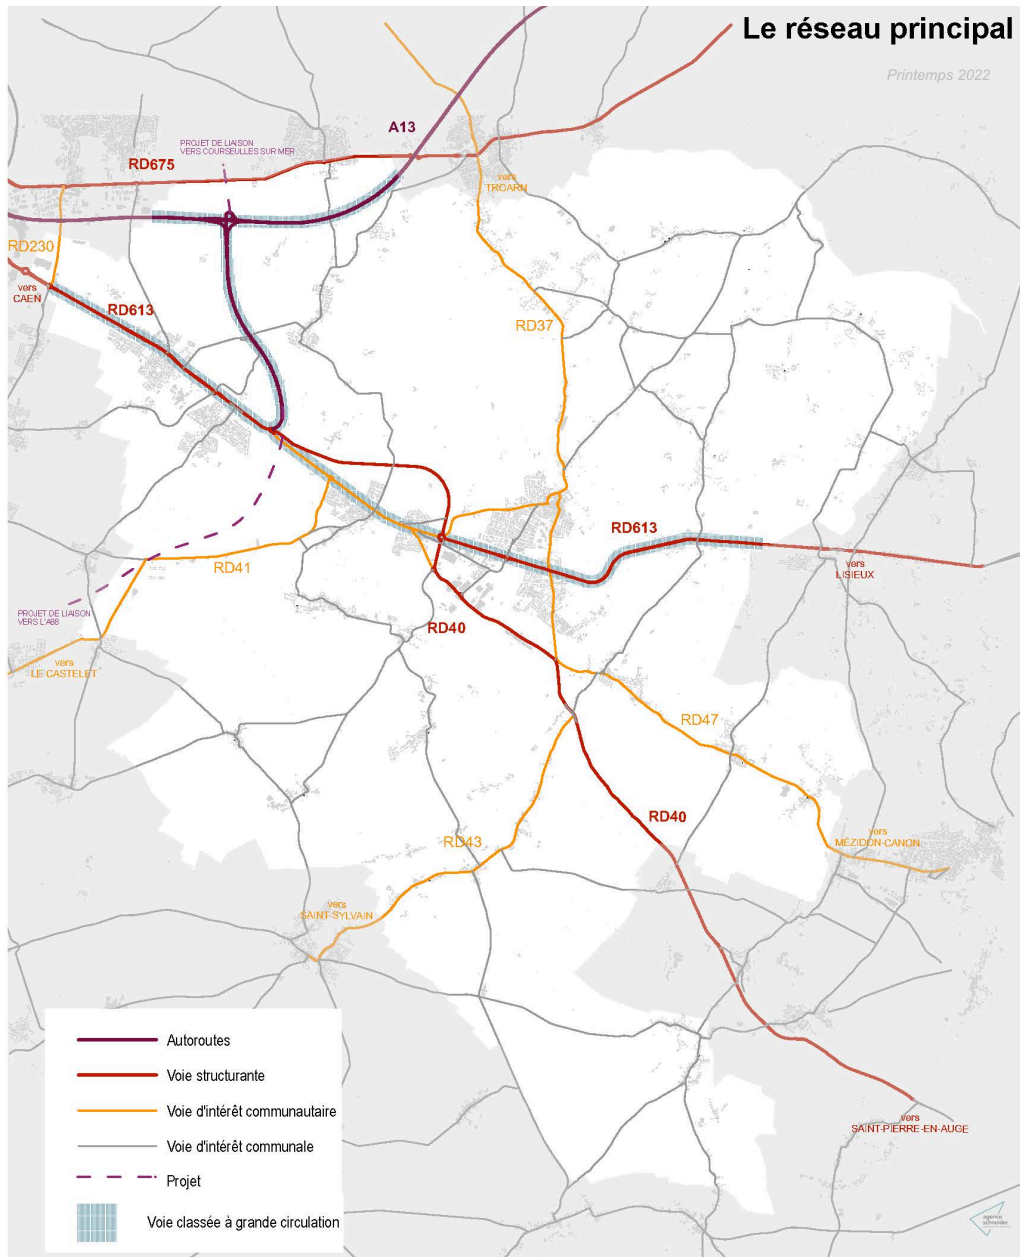 Le réseau principal
Printemps 2022
A13
PROJET DE LIAISON
VERS COURSEULLES SUR MER
RD675
vers
TROARN
RD230
vers
CAEN
RD613
RD37
RD613
vers
LISIEUX
RD41
PROJET DE LIAISON
VERS L'A88
RD40
vers
LE CASTELET
RD47
RD40
RD43
vers
MÉZIDON-CANON
vers
SAINT-SYLVAIN
Autoroutes
Voie structurante
Voie d'intérêt communautaire
Voie d'intérêt communale
Projet
Voie classée à grande circulation
vers
SAINT-PIERRE-EN-AUGE
agence
schneider